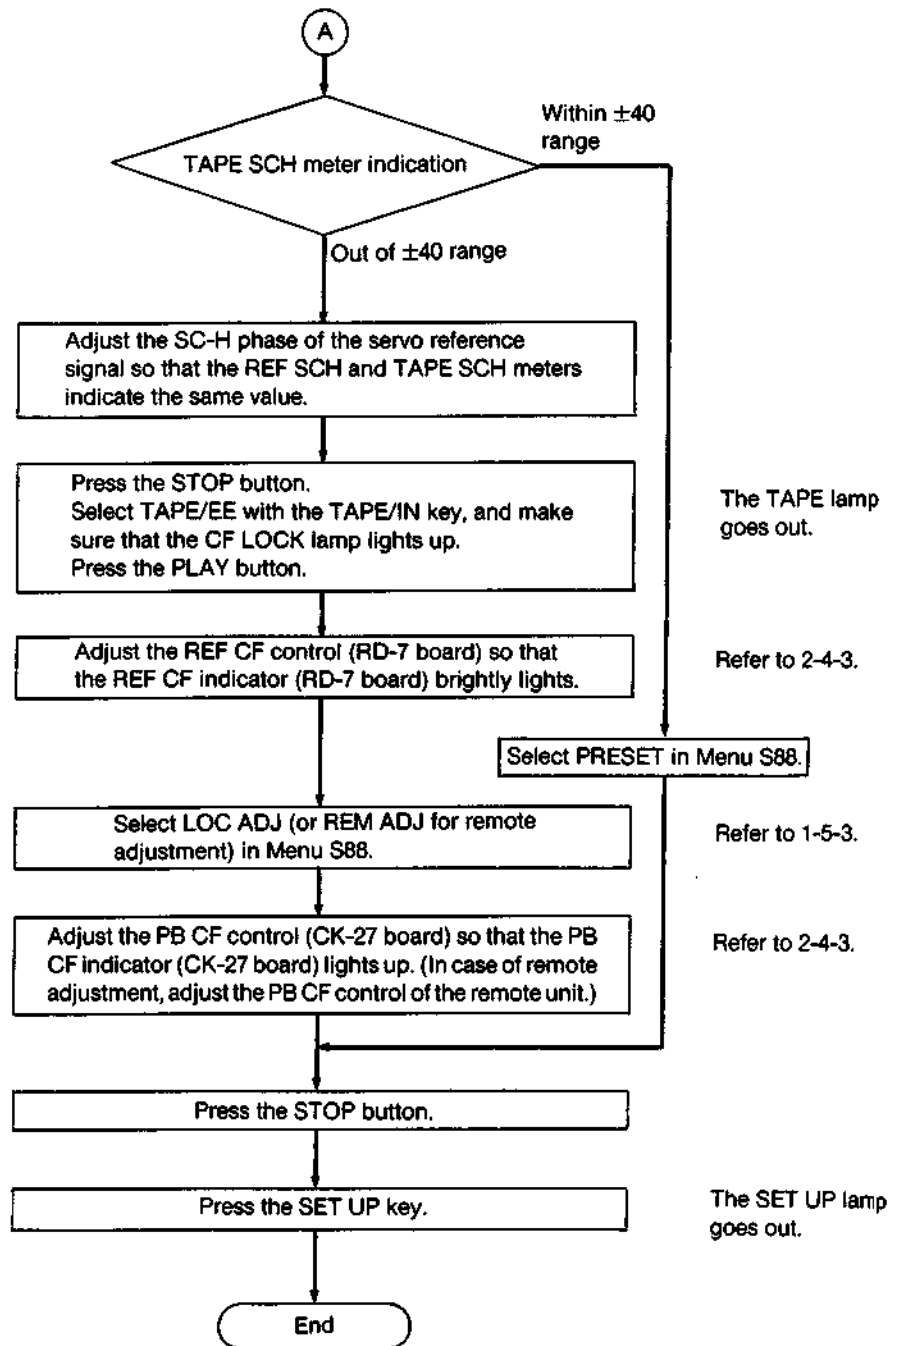 A
Within ±40
range
TAPE SCH meter indication
Out of ±40 range
Adjust the SC-H phase of the servo reference
signal so that the REF SCH and TAPE SCH meters
indicate the same value.
Press the STOP button.
Select TAPE/EE with the TAPE/IN key, and make
sure that the CF LOCK lamp lights up.
Press the PLAY button.
The TAPE lamp
goes out.
Adjust the REF CF control (RD-7 board) so that
the REF CF indicator (RD-7 board) brightly lights.
Refer to 2-4-3.
Select PRESET in Menu S88.
Select LOC ADJ (or REM ADJ for remote
adjustment) in Menu S88.
Refer to 1-5-3.
Adjust the PB CF control (CK-27 board) so that the PB
CF indicator (CK-27 board) lights up. (In case of remote
adjustment, adjust the PB CF control of the remote unit.)
Refer to 2-4-3.
Press the STOP button.
Press the SET UP key.
The SET UP lamp
goes out.
End